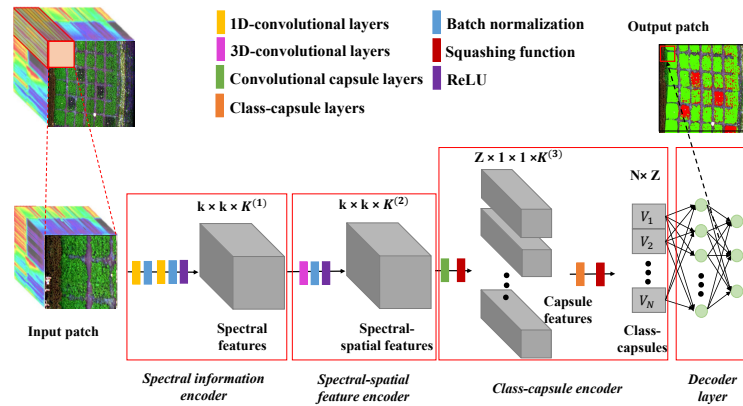 1D-convolutional layers
3D-convolutional layers
Convolutional capsule layers
Class-capsule layers
Batch normalization
Squashing function
ReLU
Output patch
Input patch
k × k × K⁽¹⁾
Spectral
features
k × k × K⁽²⁾
Spectral-
spatial features
Z × 1 × 1 × K⁽³⁾
Capsule
features
N× Z
V₁
V₂
V_N
Class-
capsules
Spectral information
encoder
Spectral-spatial
feature encoder
Class-capsule encoder
Decoder
layer